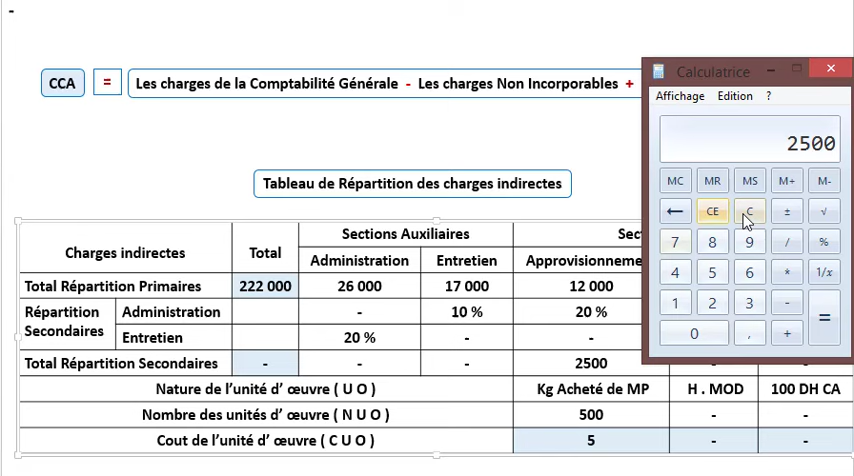 -
CCA = Les charges de la Comptabilité Générale - Les charges Non Incorporables +
Calculatrice
Affichage Edition ?
2500
MC MR MS M+ M-
← CE C ± √
7 8 9 / %
4 5 6 * 1/x
1 2 3 - =
0 , +
Tableau de Répartition des charges indirectes
Charges indirectes Total Sections Auxiliaires
Administration Entretien
Total Répartition Primaires 222 000 26 000 17 000 12 000
Répartition Secondaires Administration - 10 % 20 %
Entretien 20 % - -
Total Répartition Secondaires - - - 2500 - -
Nature de l'unité d' œuvre ( U O ) Kg Acheté de MP H . MOD 100 DH CA
Nombre des unités d' œuvre ( N U O ) 500 - -
Cout de l'unité d' œuvre ( C U O ) 5 - -